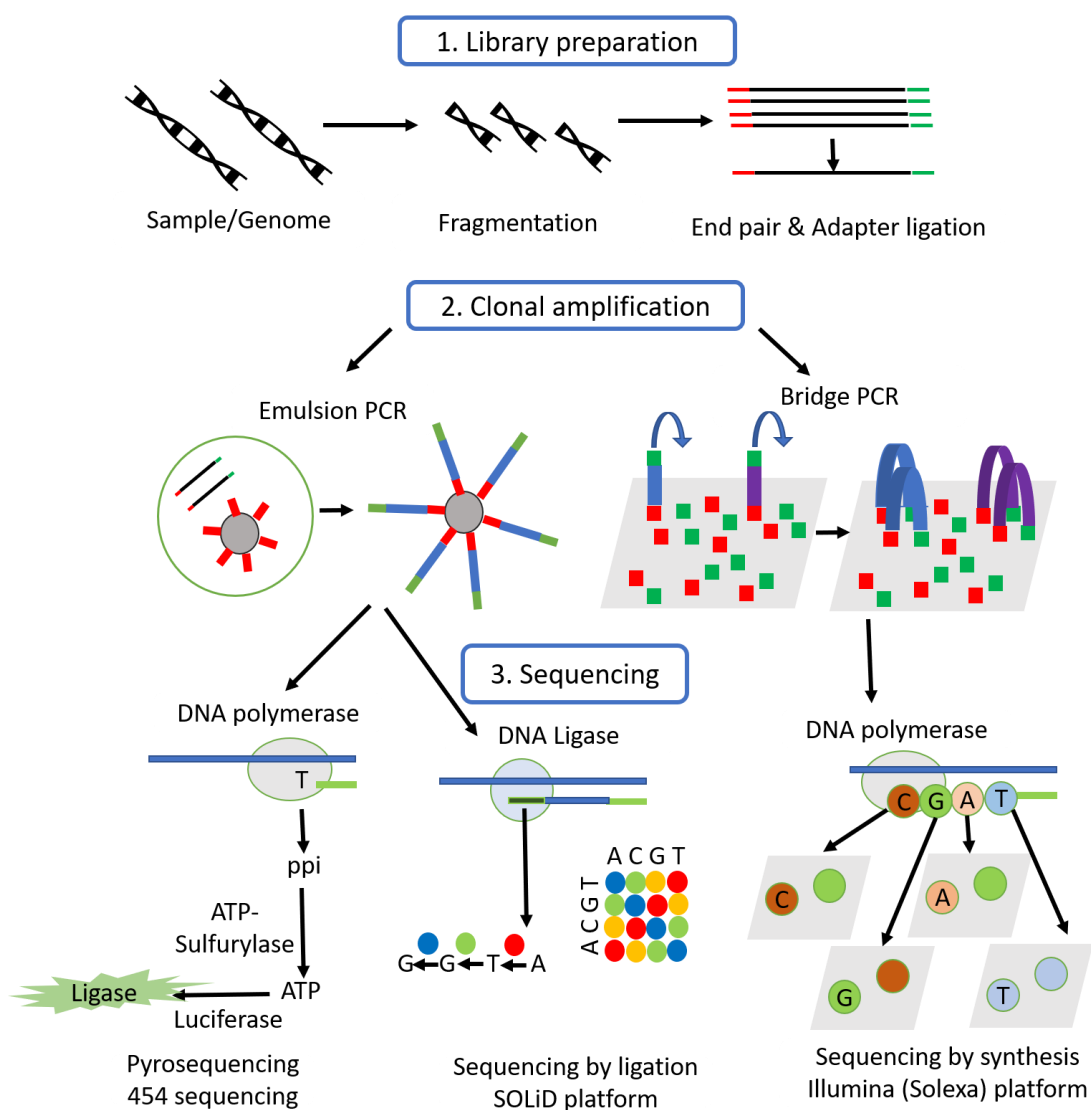 1. Library preparation
Sample/Genome
Fragmentation
End pair & Adapter ligation
2. Clonal amplification
Emulsion PCR
Bridge PCR
3. Sequencing
DNA polymerase
T
ppi
ATP-
Sulfurylase
ATP
Ligase
Luciferase
Pyrosequencing
454 sequencing
DNA Ligase
A C G T
A C G T
G G T A
Sequencing by ligation
SOLiD platform
DNA polymerase
C G A T
C
A
G
T
Sequencing by synthesis
Illumina (Solexa) platform